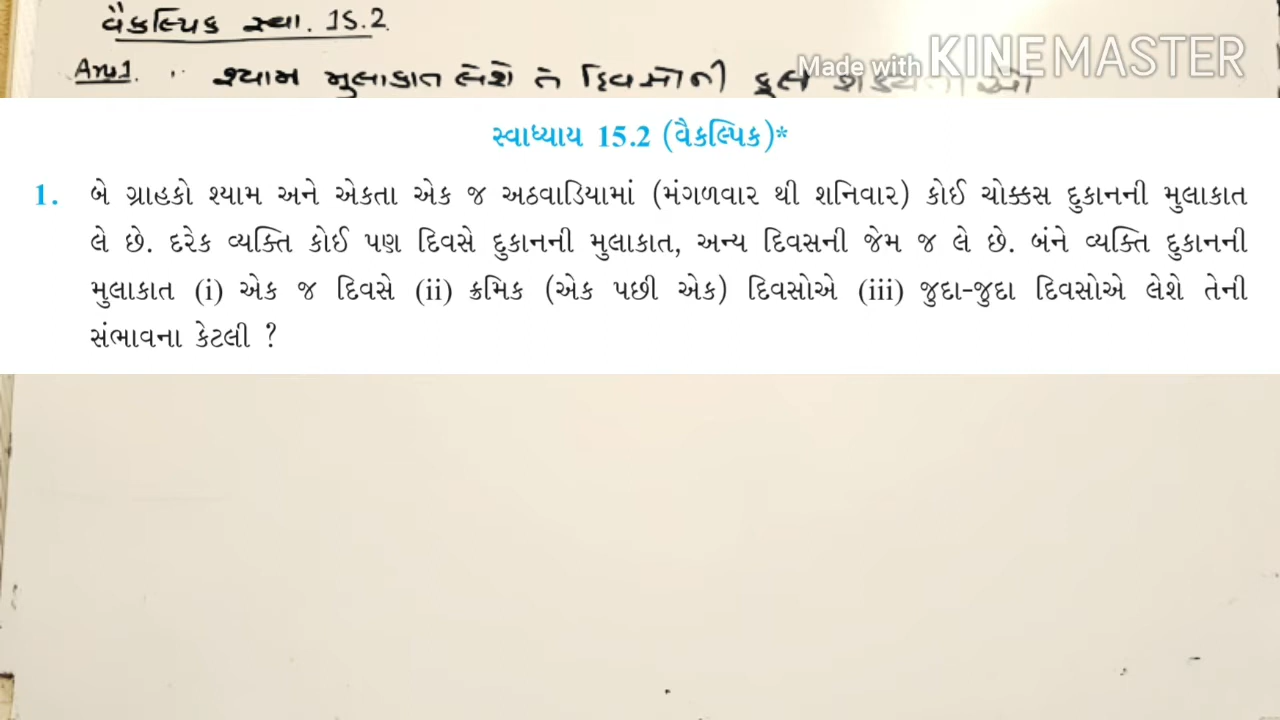 વૈકલ્પિક સ્વા. 15.2
Ans1. ∵ શ્યામ મુલાકાત લેશે તે દિવસોની કુલ શક્યતાઓ
Made with KINEMASTER
સ્વાધ્યાય 15.2 (વૈકલ્પિક)*
1. બે ગ્રાહકો શ્યામ અને એકતા એક જ અઠવાડિયામાં (મંગળવાર થી શનિવાર) કોઈ ચોક્કસ દુકાનની મુલાકાત
લે છે. દરેક વ્યક્તિ કોઈ પણ દિવસે દુકાનની મુલાકાત, અન્ય દિવસની જેમ જ લે છે. બંને વ્યક્તિ દુકાનની
મુલાકાત (i) એક જ દિવસે (ii) ક્રમિક (એક પછી એક) દિવસોએ (iii) જુદા-જુદા દિવસોએ લેશે તેની
સંભાવના કેટલી ?